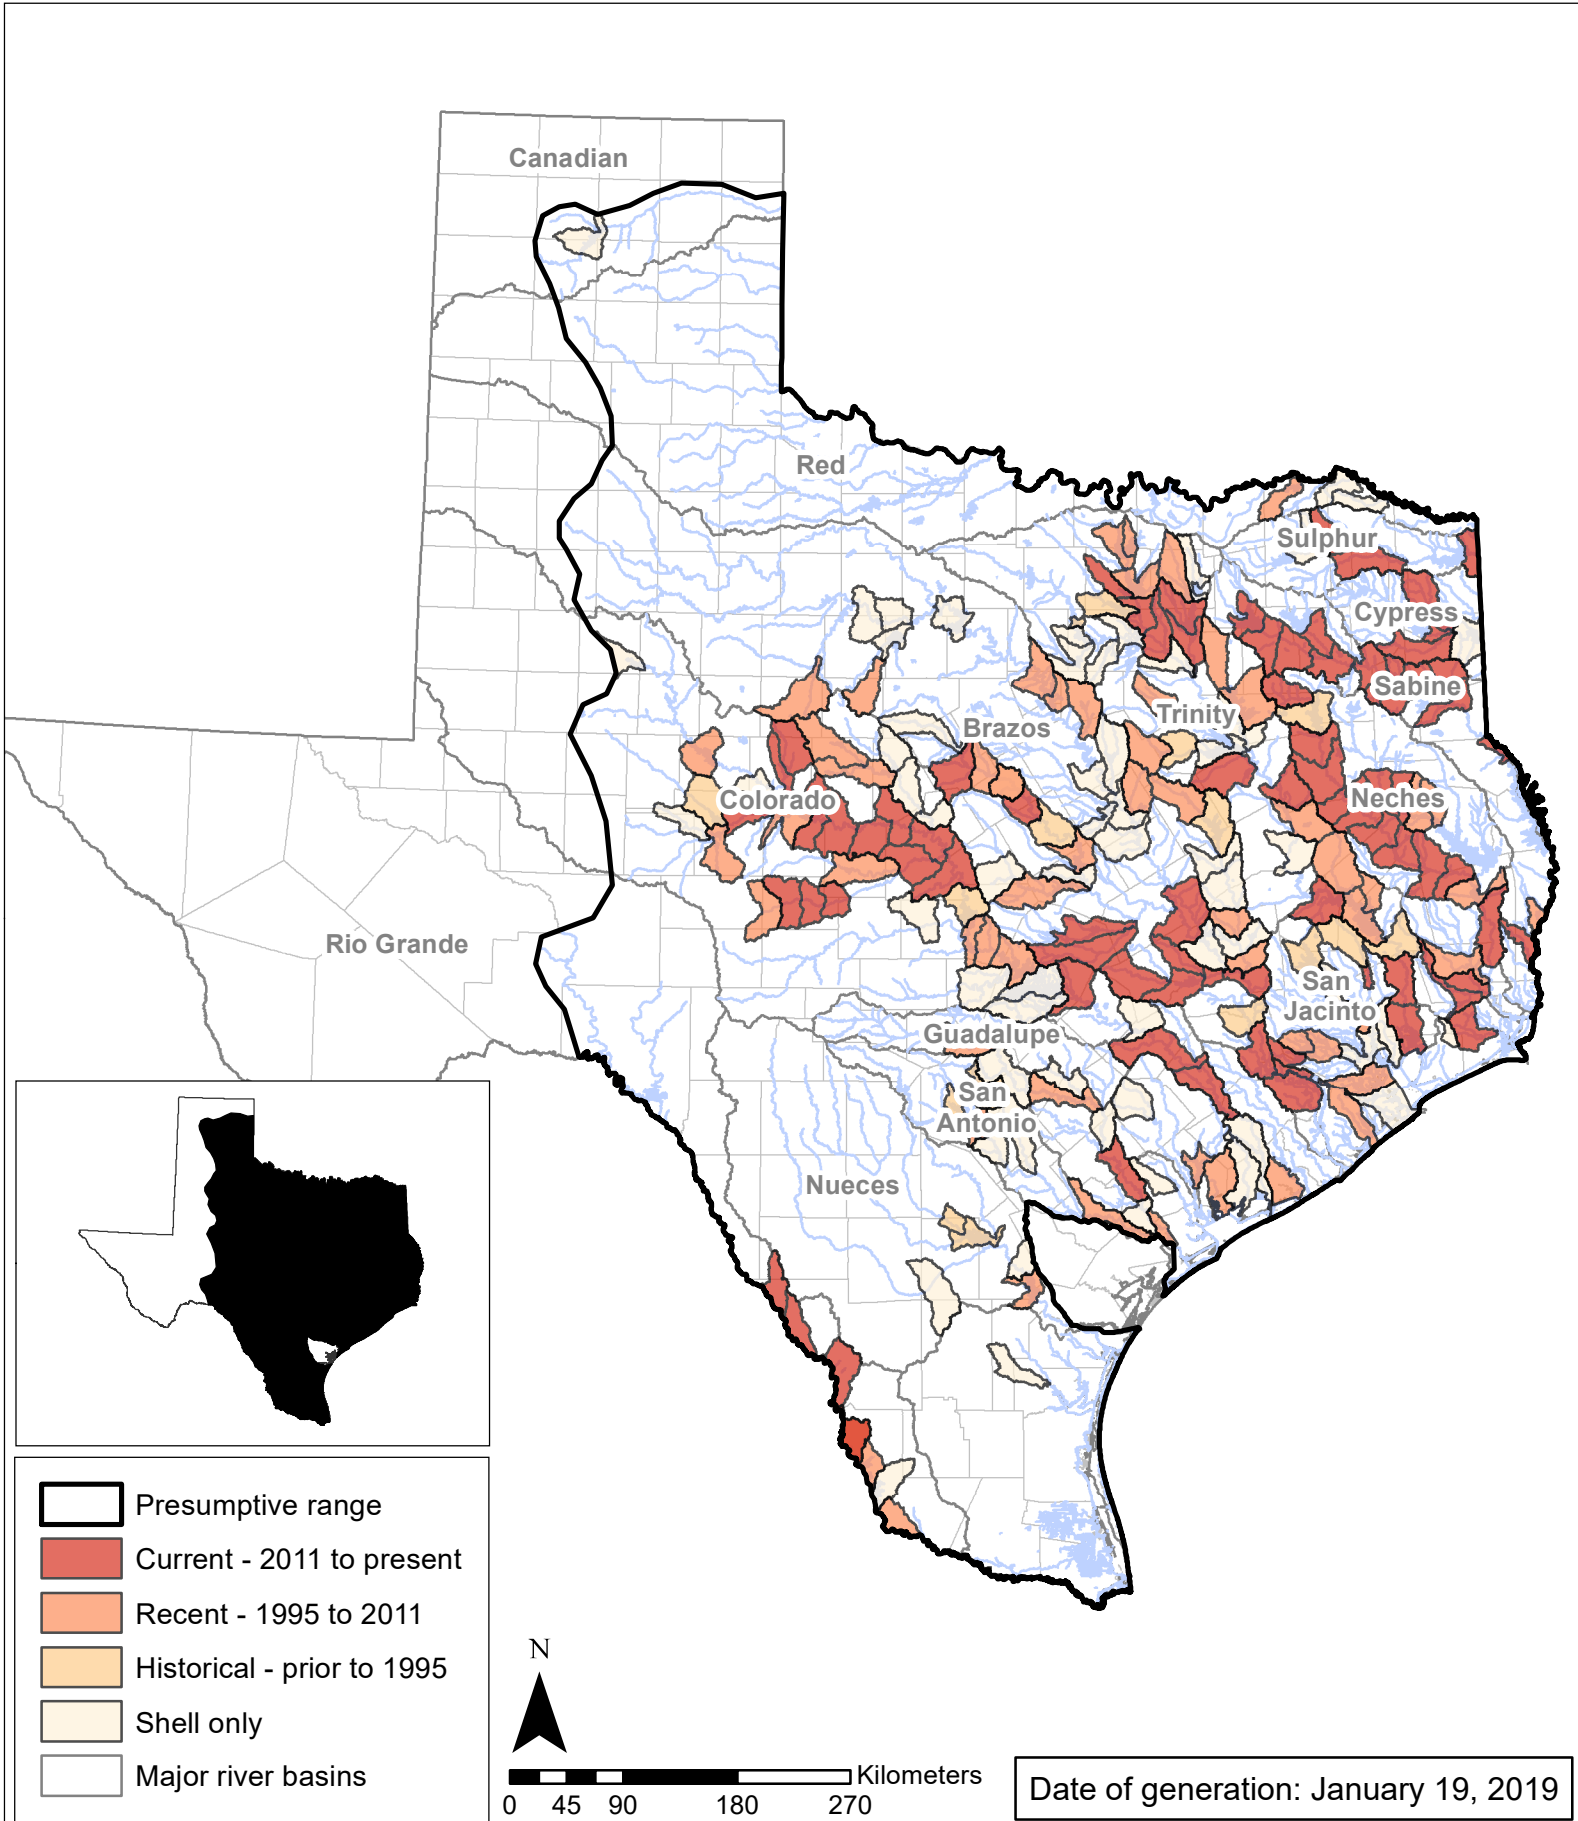 Canadian
Red
Sulphur
Cypress
Sabine
Trinity
Brazos
Colorado
Neches
Rio Grande
San
Jacinto
Guadalupe
San
Antonio
Nueces
Presumptive range
Current - 2011 to present
Recent - 1995 to 2011
Historical - prior to 1995
Shell only
Major river basins
N
Kilometers
0 45 90 180 270
Date of generation: January 19, 2019